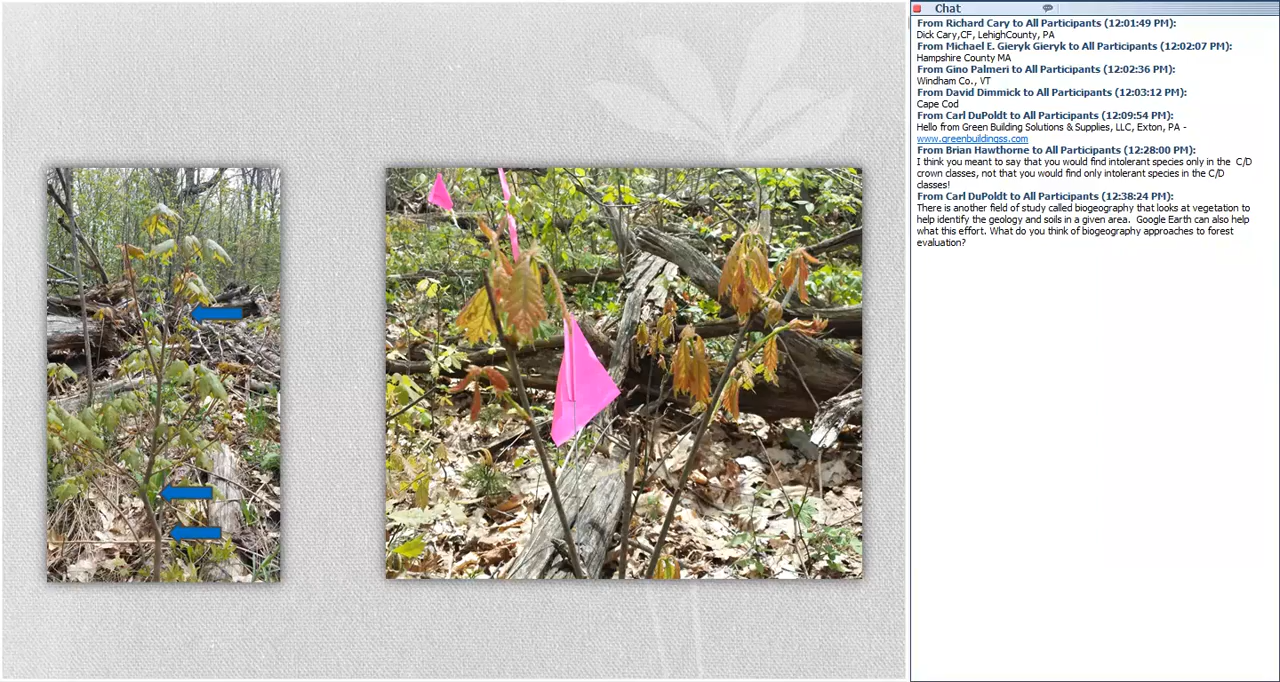 Chat
From Richard Cary to All Participants (12:01:49 PM):
Dick Cary,CF, LehighCounty, PA
From Michael E. Gieryk Gieryk to All Participants (12:02:07 PM):
Hampshire County MA
From Gino Palmeri to All Participants (12:02:36 PM):
Windham Co., VT
From David Dimmick to All Participants (12:03:12 PM):
Cape Cod
From Carl DuPoldt to All Participants (12:09:54 PM):
Hello from Green Building Solutions & Supplies, LLC, Exton, PA -
www.greenbuildingss.com
From Brian Hawthorne to All Participants (12:28:00 PM):
I think you meant to say that you would find intolerant species only in the C/D
crown classes, not that you would find only intolerant species in the C/D
classes!
From Carl DuPoldt to All Participants (12:38:24 PM):
There is another field of study called biogeography that looks at vegetation to
help identify the geology and soils in a given area. Google Earth can also help
what this effort. What do you think of biogeography approaches to forest
evaluation?